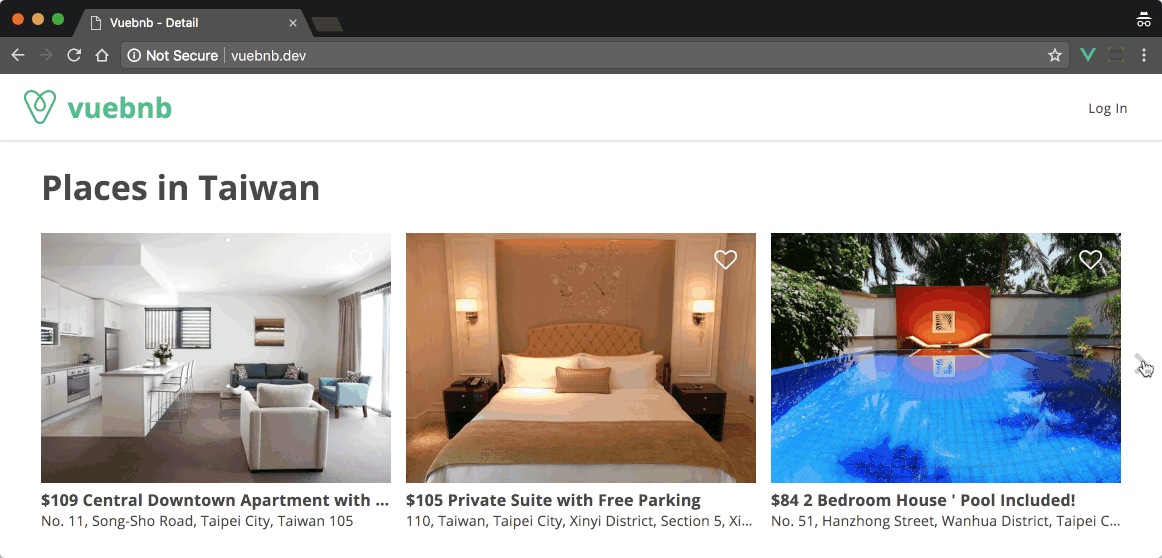 Vuebnb - Detail
Not Secure vuebnb.dev
vuebnb
Log In
Places in Taiwan
$109 Central Downtown Apartment with ...
No. 11, Song-Sho Road, Taipei City, Taiwan 105
$105 Private Suite with Free Parking
110, Taiwan, Taipei City, Xinyi District, Section 5, Xi...
$84 2 Bedroom House ' Pool Included!
No. 51, Hanzhong Street, Wanhua District, Taipei C...